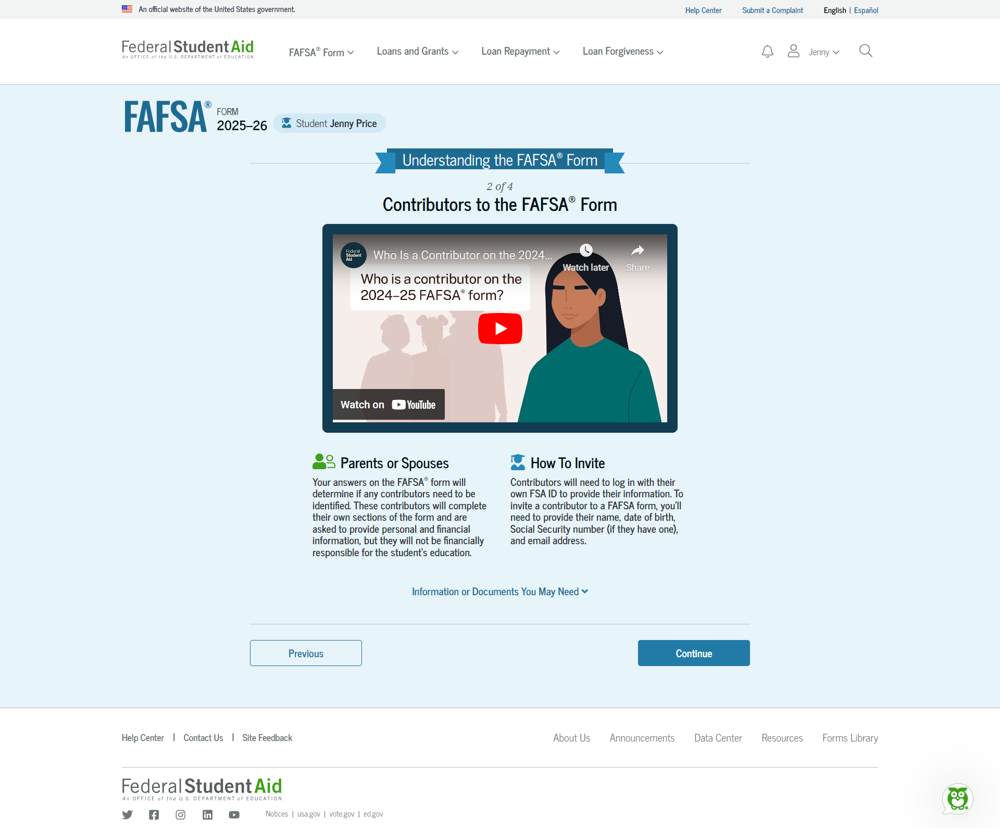 An official website of the United States government.
Help Center
Submit a Complaint
English | Español
Federal Student Aid
An OFFICE of the U.S. DEPARTMENT of EDUCATION
FAFSA® Form
Loans and Grants
Loan Repayment
Loan Forgiveness
Jenny
FAFSA®
FORM
2025–26
Student Jenny Price
Understanding the FAFSA® Form
2 of 4
Contributors to the FAFSA® Form
Federal
Student
Aid
Who Is a Contributor on the 2024...
Watch later
Share
Who is a contributor on the
2024–25 FAFSA® form?
Watch on YouTube
Parents or Spouses
Your answers on the FAFSA® form will
determine if any contributors need to be
identified. These contributors will complete
their own sections of the form and are
asked to provide personal and financial
information, but they will not be financially
responsible for the student's education.
How To Invite
Contributors will need to log in with their
own FSA ID to provide their information. To
invite a contributor to a FAFSA form, you'll
need to provide their name, date of birth,
Social Security number (if they have one),
and email address.
Information or Documents You May Need
Previous
Continue
Help Center | Contact Us | Site Feedback
About Us
Announcements
Data Center
Resources
Forms Library
Federal Student Aid
An OFFICE of the U.S. DEPARTMENT of EDUCATION
Notices | usa.gov | vote.gov | ed.gov